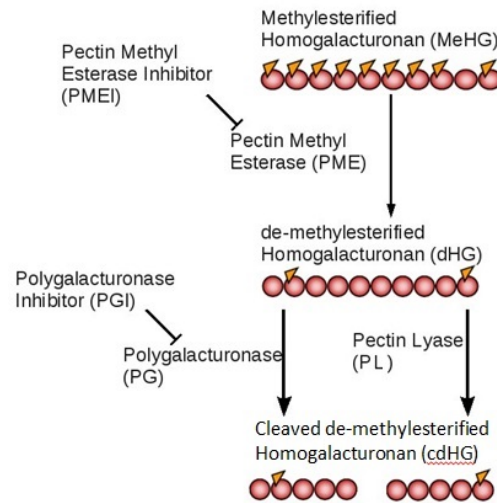 Methylesterified
Homogalacturonan (MeHG)
Pectin Methyl
Esterase Inhibitor
(PMEI)
Pectin Methyl
Esterase (PME)
de-methylesterified
Homogalacturonan (dHG)
Polygalacturonase
Inhibitor (PGI)
Polygalacturonase
(PG)
Pectin Lyase
(PL)
Cleaved de-methylesterified
Homogalacturonan (cdHG)